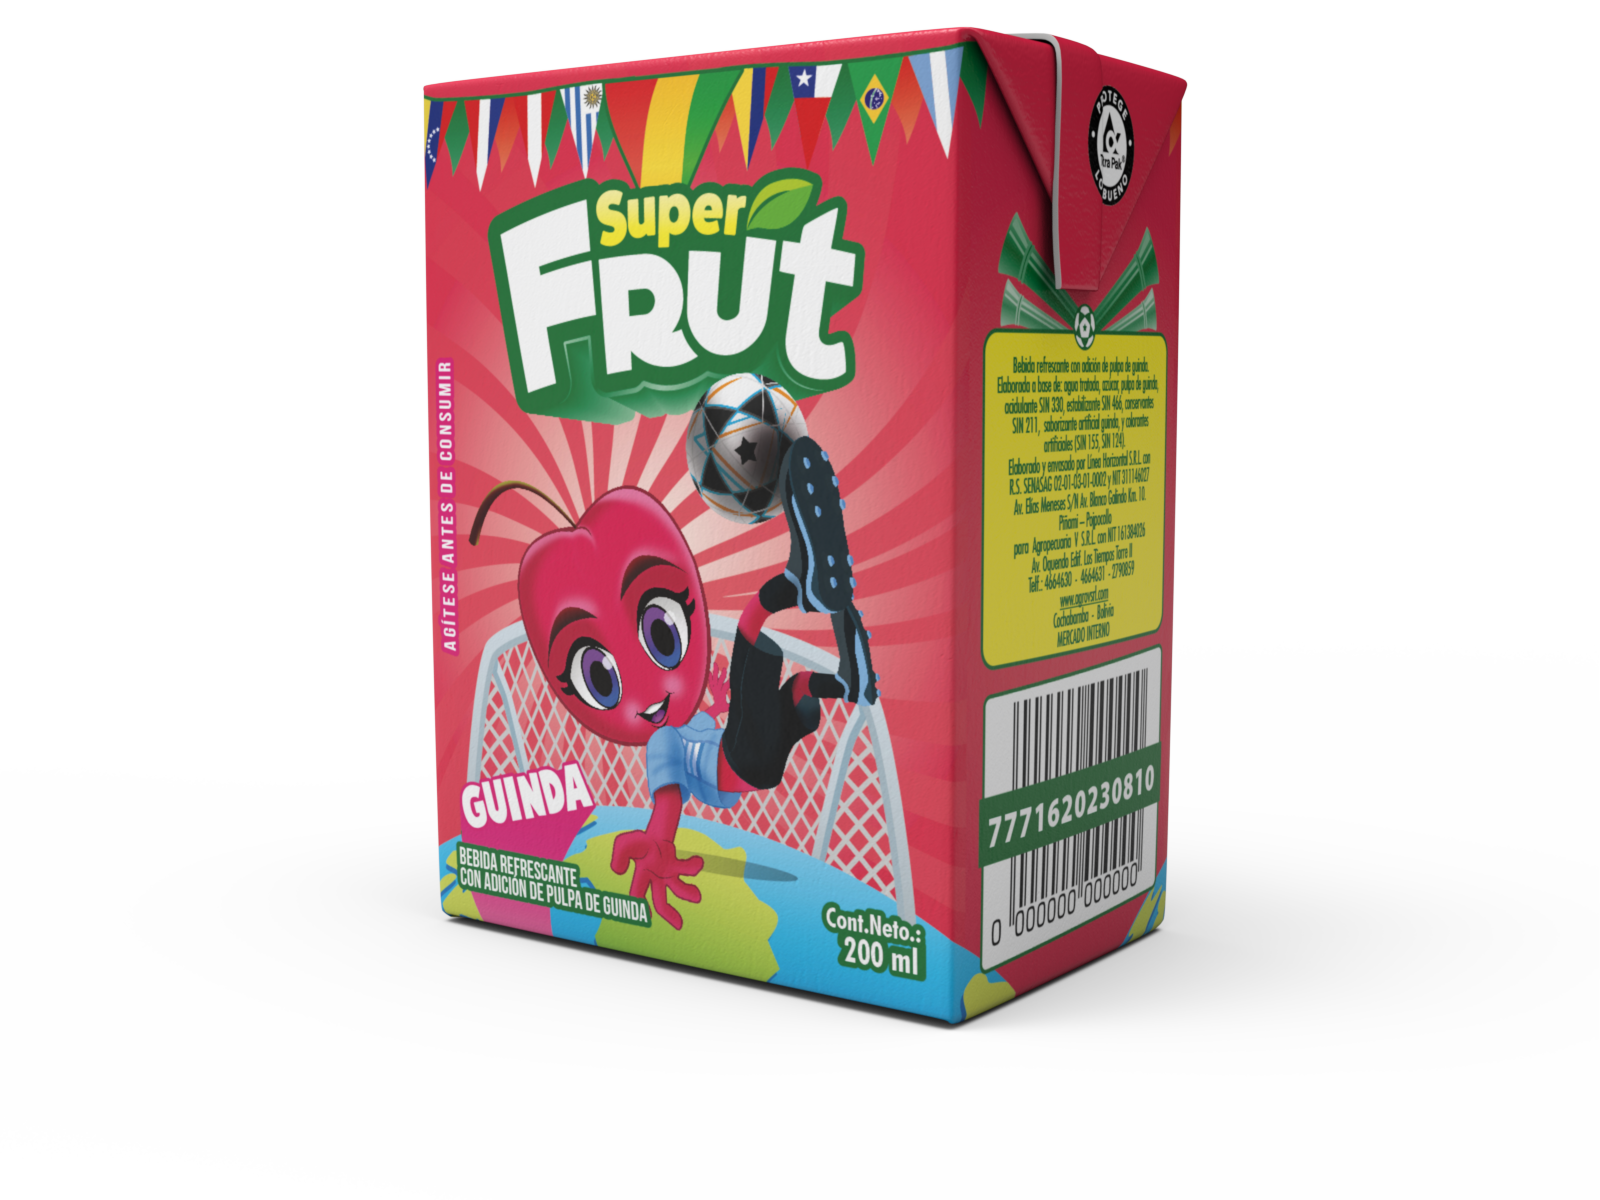 Super
FRUT
AGÍTESE ANTES DE CONSUMIR
GUINDA
BEBIDA REFRESCANTE
CON ADICIÓN DE PULPA DE GUINDA
Cont.Neto.:
200 ml
PROTEGE
Tetra Pak®
LO BUENO
Bebida refrescante con adición de pulpa de guinda.
Elaborada a base de: agua tratada, azúcar, pulpa de guinda,
acidulante SIN 330, estabilizante SIN 466, conservantes
SIN 211, saborizante artificial guinda, y colorantes
artificiales (SIN 155, SIN 124).
Elaborado y envasado por Linea Horizontal S.R.L. con
R.S. SENASAG 02-01-03-01-0002 y NIT 311146027
Av. Elías Meneses S/N Av. Blanco Galindo Km. 10.
Piñami –
para Agropecuaria V S.R.L. con NIT 161384026
Av. Oquendo Edif. Los Tiempos Torre II
Telf.: 4664630 - 4664631 - 2790859
www.agrovsrl.com
Cochabamba - Bolivia
MERCADO INTERNO
7771620230810
0 000000 000000